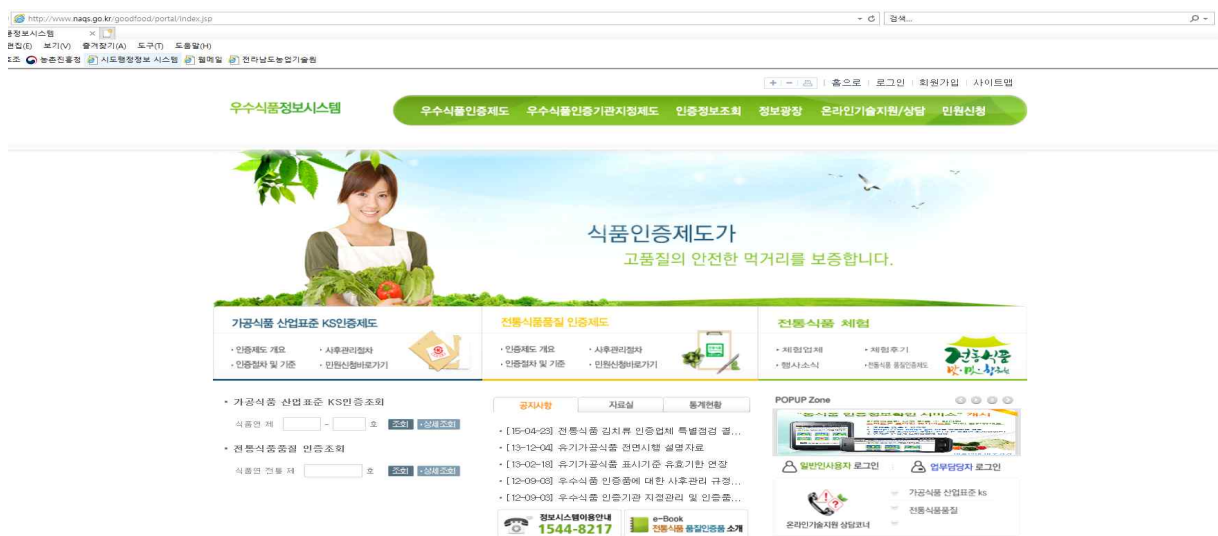 http://www.naqs.go.kr/goodfood/portal/index.jsp
검색...
편집(E) 보기(V) 즐겨찾기(A) 도구(T) 도움말(H)
농촌진흥청 시도행정정보 시스템 웹메일 전라남도농업기술원
홈으로 로그인 회원가입 사이트맵
우수식품정보시스템
우수식품인증제도 우수식품인증기관지정제도 인증정보조회 정보광장 온라인기술지원/상담 민원신청
식품인증제도가
고품질의 안전한 먹거리를 보증합니다.
가공식품 산업표준 KS인증제도
· 인증제도 개요 · 사후관리절차
· 인증절차 및 기준 · 민원신청바로가기
전통식품품질 인증제도
· 인증제도 개요 · 사후관리절차
· 인증절차 및 기준 · 민원신청바로가기
전통식품 체험
· 체험업체 · 체험후기
· 행사소식 · 전통식품 품질인증제도
전통식품
· 가공식품 산업표준 KS인증조회
식품연 제 - 호 조회 · 상세조회
· 전통식품품질 인증조회
식품연 전통 제 호 조회 · 상세조회
공지사항 자료실 통계현황
· [15-04-23] 전통식품 김치류 인증업체 특별점검 결...
· [13-12-04] 유기가공식품 전면시행 설명자료
· [13-02-18] 유기가공식품 표시기준 유효기한 연장
· [12-09-03] 우수식품 인증품에 대한 사후관리 규정...
· [12-09-03] 우수식품 인증기관 지정관리 및 인증품...
정보시스템이용안내
1544-8217
e-Book
전통식품 품질인증품 소개
POPUP Zone
일반인사용자 로그인 업무담당자 로그인
온라인기술지원 상담코너
가공식품 산업표준 ks
전통식품품질